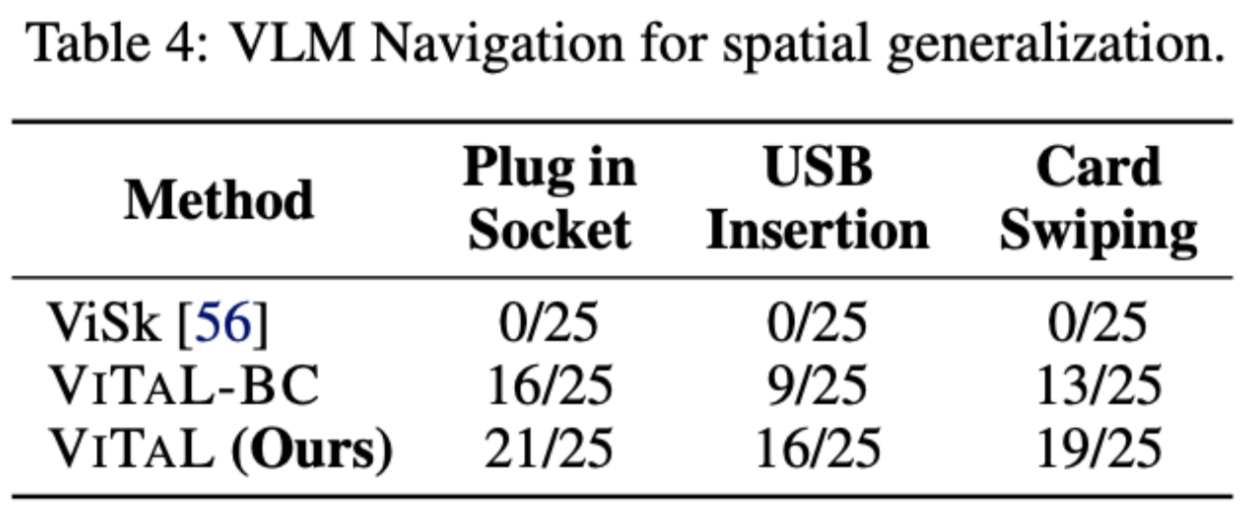 Table 4: VLM Navigation for spatial generalization.
Method Plug in Socket USB Insertion Card Swiping
ViSk [56] 0/25 0/25 0/25
VITAL-BC 16/25 9/25 13/25
VITAL (Ours) 21/25 16/25 19/25